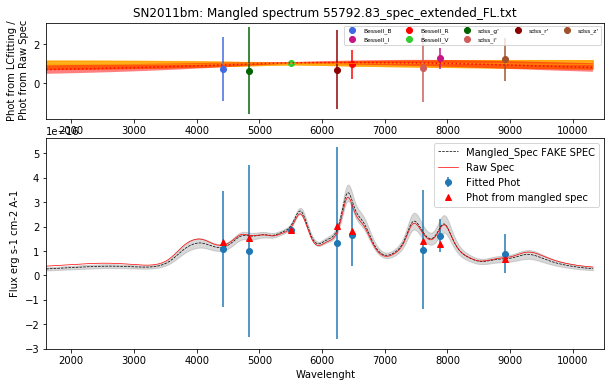 SN2011bm: Mangled spectrum 55792.83_spec_extended_FL.txt
Phot from LCfitting /
Phot from Raw Spec
2
0
Bessell_B
Bessell_I
Bessell_R
Bessell_V
sdss_g'
sdss_i'
sdss_r'
sdss_z'
2000 3000 4000 5000 6000 7000 8000 9000 10000
1e−16
Flux erg s-1 cm-2 A-1
5
4
3
2
1
0
−1
−2
−3
Mangled_Spec FAKE SPEC
Raw Spec
Fitted Phot
Phot from mangled spec
2000 3000 4000 5000 6000 7000 8000 9000 10000
Wavelenght